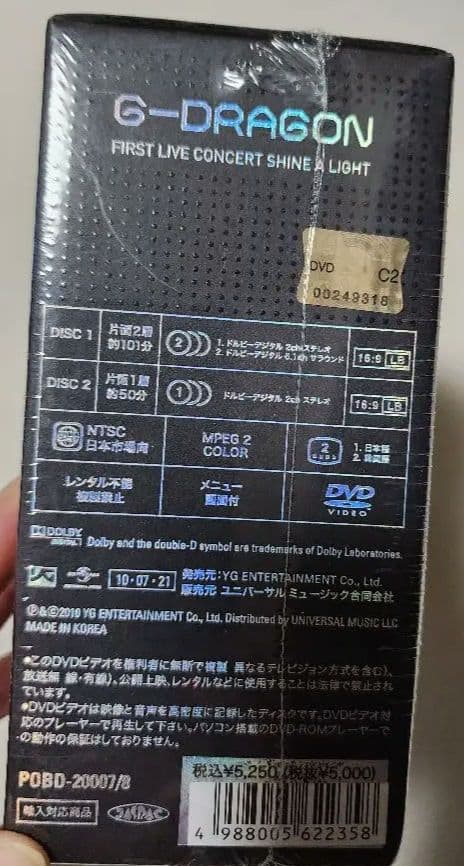 G-DRAGON
FIRST LIVE CONCERT SHINE A LIGHT
DVD C2
00249318
DISC 1 片面2層 約101分 2 1. ドルビーデジタル 2chステレオ
2. ドルビーデジタル 5.1ch サラウンド 16:9 LB
DISC 2 片面1層 約50分 1 ドルビーデジタル 2ch ステレオ 16:9 LB
NTSC 日本市場向 MPEG 2 COLOR 2 1. 日本語
2. 韓国語
レンタル不能 複製禁止 メニュー 画面付 DVD VIDEO
DOLBY DIGITAL Dolby and the double-D symbol are trademarks of Dolby Laboratories.
10・07・21 発売元:YG ENTERTAINMENT Co., Ltd.
販売元:ユニバーサル ミュージック合同会社
℗&©2010 YG ENTERTAINMENT Co., Ltd. Distributed by UNIVERSAL MUSIC LLC
MADE IN KOREA
●このDVDビデオを権利者に無断で複製 異なるテレビジョン方式を含む)、
放送 線・有線)、公開上映、レンタルなどに使用することは法律で禁止され
ています。
●DVDビデオは映像と音声を高密度に記録したディスクです。DVDビデオ対
応のプレーヤーで再生して下さい。パソコン搭載のDVD-ROMプレーヤーで
の動作の保証はしておりません。
POBD-20007/8
税込¥5,250 (税抜¥5,000)
輸入対応商品
4 988005 622358